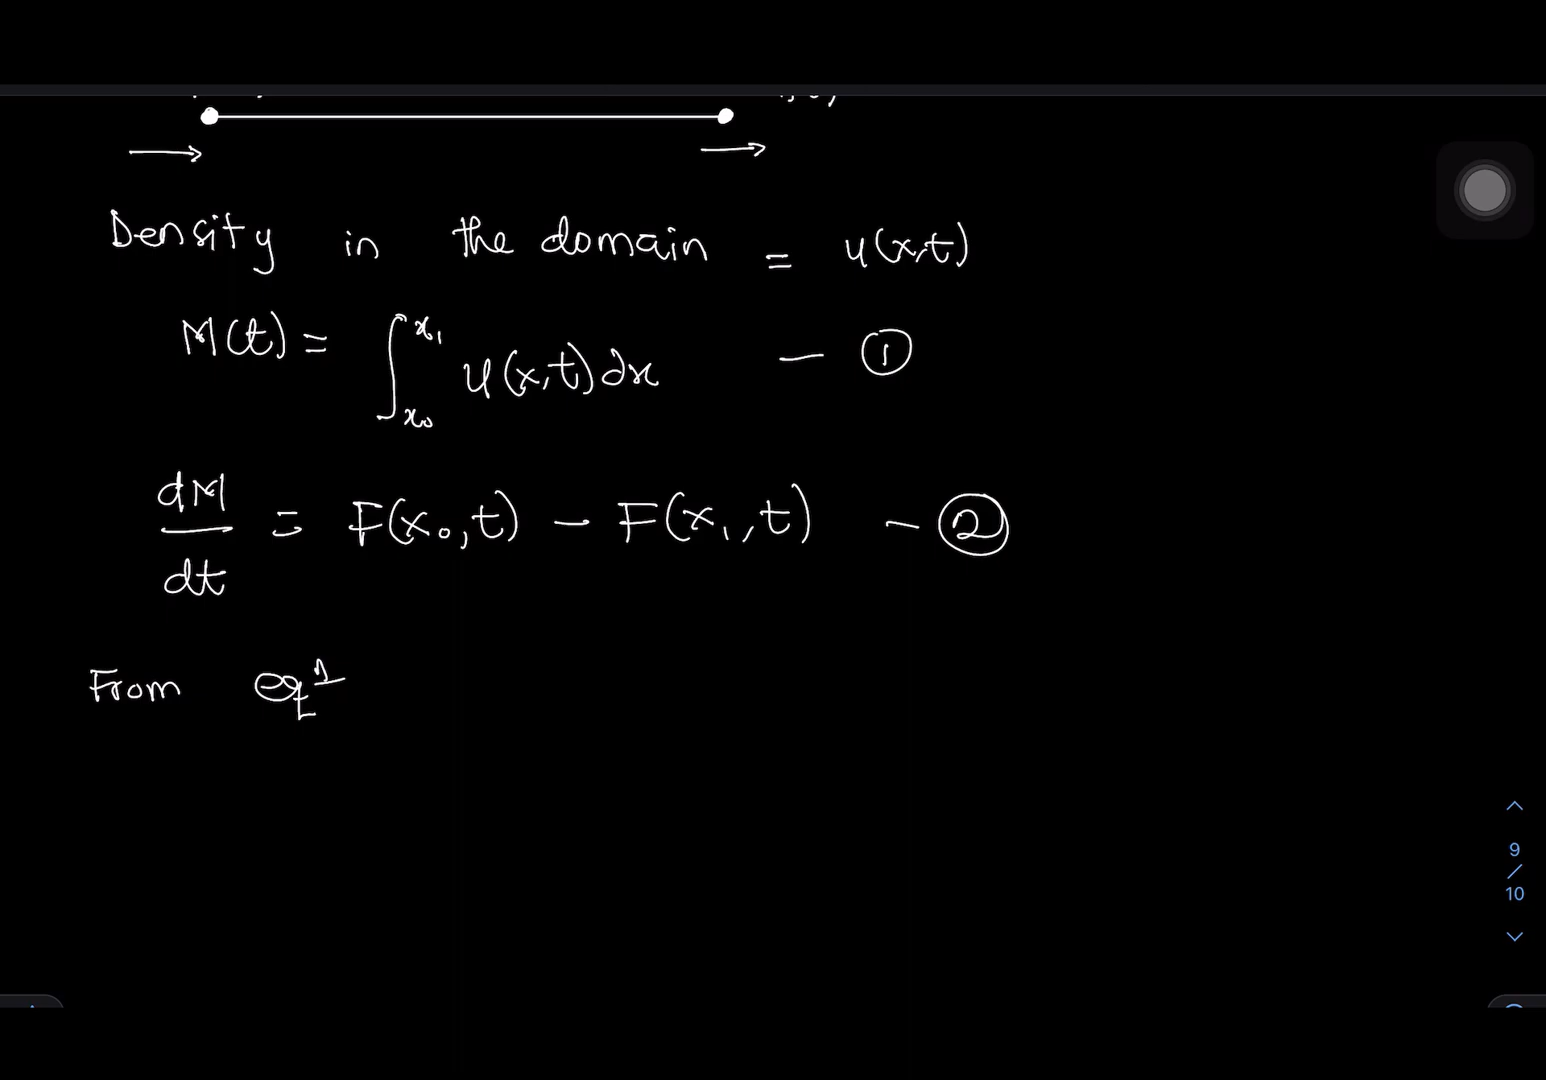 Density in the domain = u(x,t)
M(t) = ∫_{x₀}^{x₁} u(x,t) dx — ①
dM/dt = F(x₀,t) − F(x₁,t) − ②
From eq 1
9
/
10